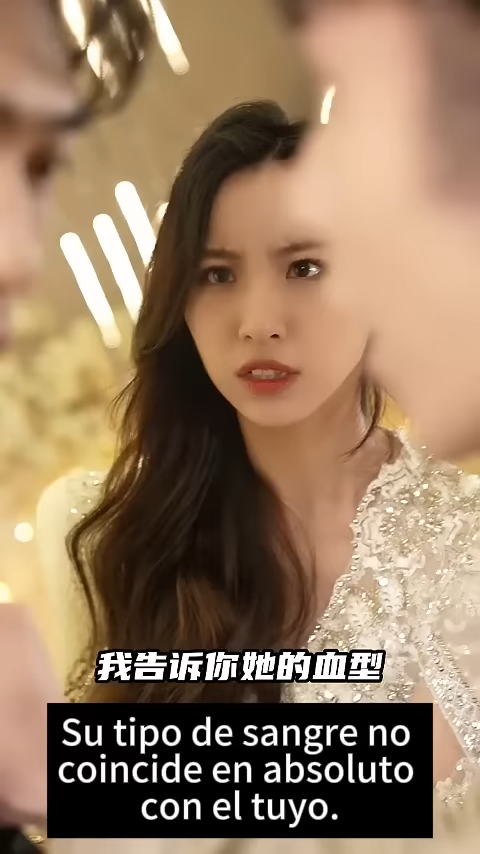 我告诉你她的血型
Su tipo de sangre no
coincide en absoluto
con el tuyo.